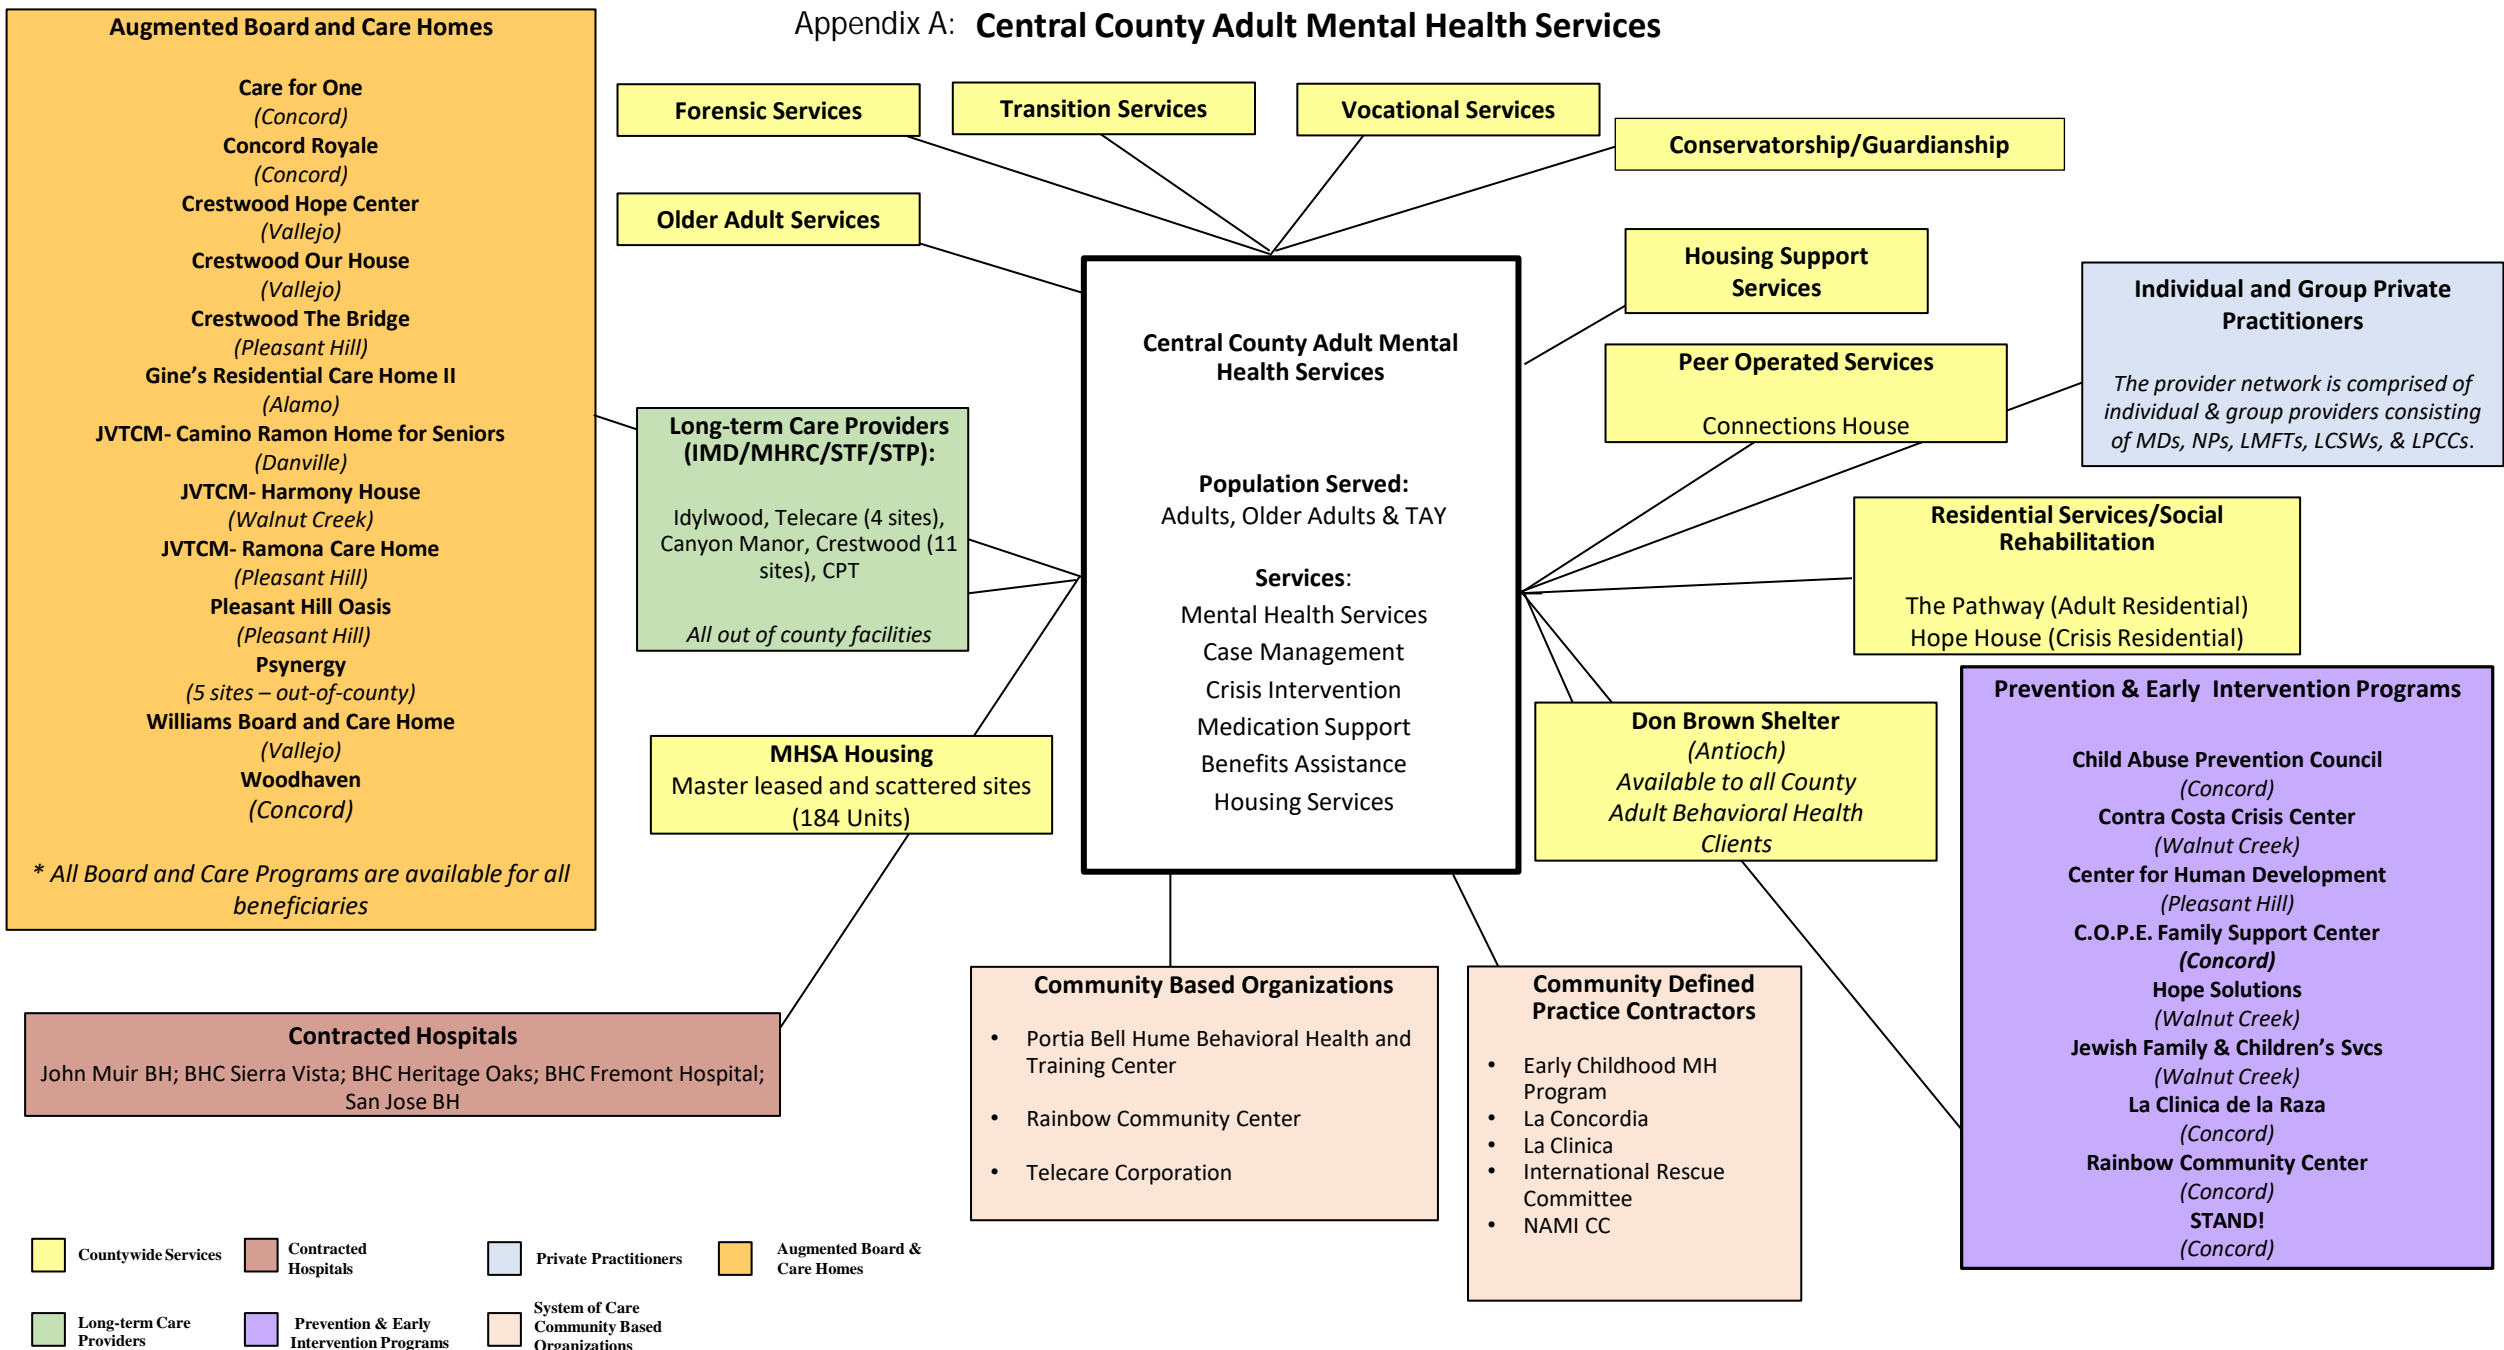 Appendix A: Central County Adult Mental Health Services
Augmented Board and Care Homes
Care for One
(Concord)
Concord Royale
(Concord)
Crestwood Hope Center
(Vallejo)
Crestwood Our House
(Vallejo)
Crestwood The Bridge
(Pleasant Hill)
Gine's Residential Care Home II
(Alamo)
JVTCM- Camino Ramon Home for Seniors
(Danville)
JVTCM- Harmony House
(Walnut Creek)
JVTCM- Ramona Care Home
(Pleasant Hill)
Pleasant Hill Oasis
(Pleasant Hill)
Psynergy
(5 sites – out-of-county)
Williams Board and Care Home
(Vallejo)
Woodhaven
(Concord)
* All Board and Care Programs are available for all
beneficiaries
Forensic Services
Transition Services
Vocational Services
Conservatorship/Guardianship
Older Adult Services
Housing Support
Services
Individual and Group Private
Practitioners
The provider network is comprised of
individual & group providers consisting
of MDs, NPs, LMFTs, LCSWs, & LPCCs.
Central County Adult Mental
Health Services
Population Served:
Adults, Older Adults & TAY
Services:
Mental Health Services
Case Management
Crisis Intervention
Medication Support
Benefits Assistance
Housing Services
Peer Operated Services
Connections House
Long-term Care Providers
(IMD/MHRC/STF/STP):
Idylwood, Telecare (4 sites),
Canyon Manor, Crestwood (11
sites), CPT
All out of county facilities
Residential Services/Social
Rehabilitation
The Pathway (Adult Residential)
Hope House (Crisis Residential)
MHSA Housing
Master leased and scattered sites
(184 Units)
Don Brown Shelter
(Antioch)
Available to all County
Adult Behavioral Health
Clients
Prevention & Early Intervention Programs
Child Abuse Prevention Council
(Concord)
Contra Costa Crisis Center
(Walnut Creek)
Center for Human Development
(Pleasant Hill)
C.O.P.E. Family Support Center
(Concord)
Hope Solutions
(Walnut Creek)
Jewish Family & Children's Svcs
(Walnut Creek)
La Clinica de la Raza
(Concord)
Rainbow Community Center
(Concord)
STAND!
(Concord)
Contracted Hospitals
John Muir BH; BHC Sierra Vista; BHC Heritage Oaks; BHC Fremont Hospital;
San Jose BH
Community Based Organizations
• Portia Bell Hume Behavioral Health and
Training Center
• Rainbow Community Center
• Telecare Corporation
Community Defined
Practice Contractors
• Early Childhood MH
Program
• La Concordia
• La Clinica
• International Rescue
Committee
• NAMI CC
Countywide Services
Contracted
Hospitals
Private Practitioners
Augmented Board &
Care Homes
Long-term Care
Providers
Prevention & Early
Intervention Programs
System of Care
Community Based
Organizations